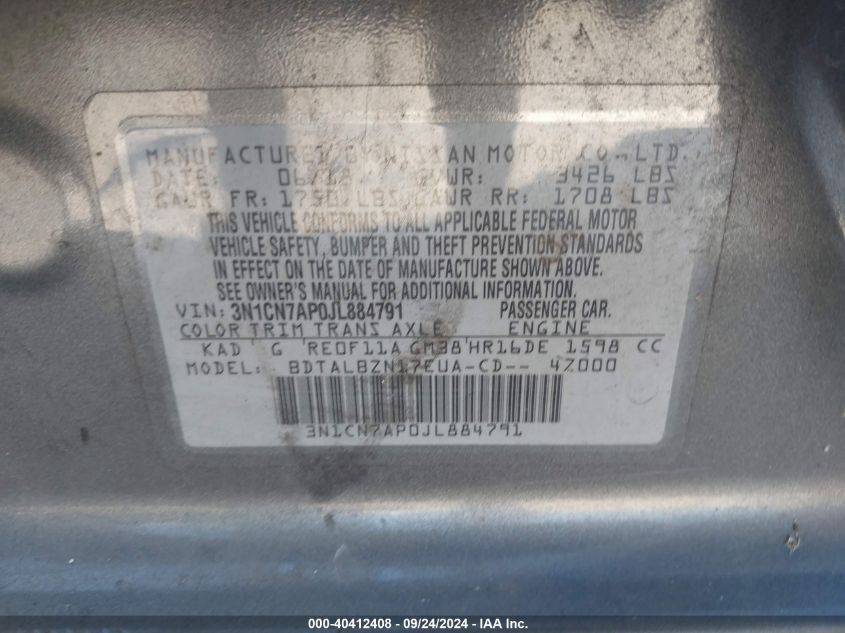 MANUFACTURED BY NISSAN MOTOR CO., LTD.
DATE: 06/18 GVWR: 3426 LBS
GAWR FR: 1750 LBS GAWR RR: 1708 LBS
THIS VEHICLE CONFORMS TO ALL APPLICABLE FEDERAL MOTOR
VEHICLE SAFETY, BUMPER AND THEFT PREVENTION STANDARDS
IN EFFECT ON THE DATE OF MANUFACTURE SHOWN ABOVE.
SEE OWNER'S MANUAL FOR ADDITIONAL INFORMATION.
VIN: 3N1CN7AP0JL884791 PASSENGER CAR.
COLOR TRIM TRANS AXLE ENGINE
KAD G RE0F11A GM38 HR16DE 1598 CC
MODEL: BDTALBZN17EUA-CD-- 47000
3N1CN7AP0JL884791
000-40412408 - 09/24/2024 - IAA Inc.